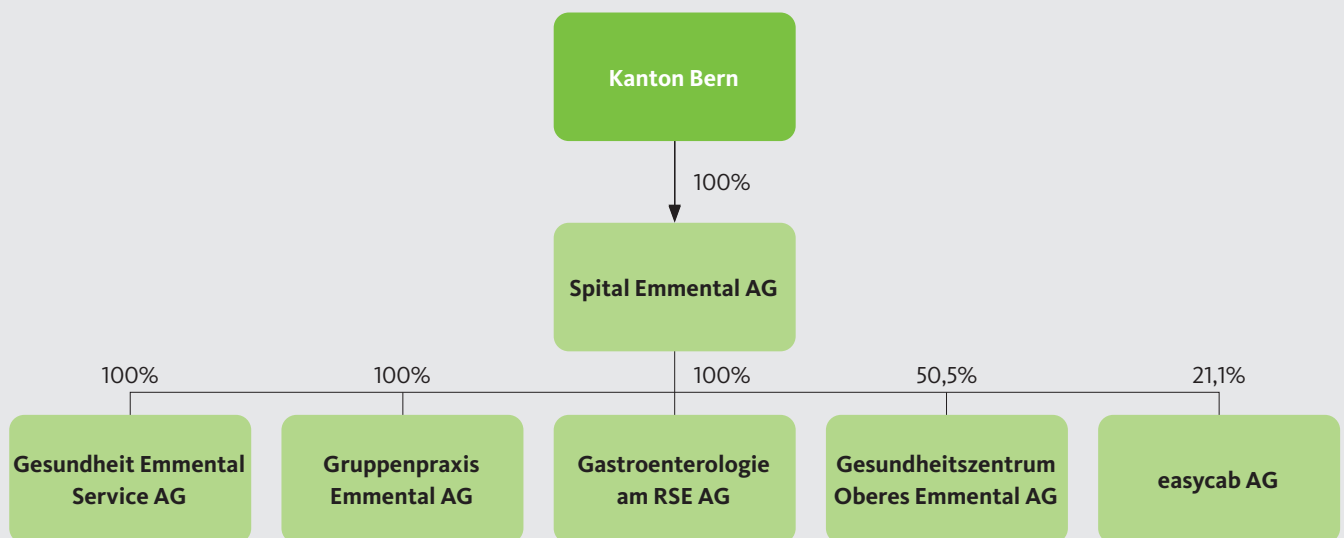 Kanton Bern
100%
Spital Emmental AG
100%
100%
100%
50,5%
21,1%
Gesundheit Emmental
Service AG
Gruppenpraxis
Emmental AG
Gastroenterologie
am RSE AG
Gesundheitszentrum
Oberes Emmental AG
easycab AG